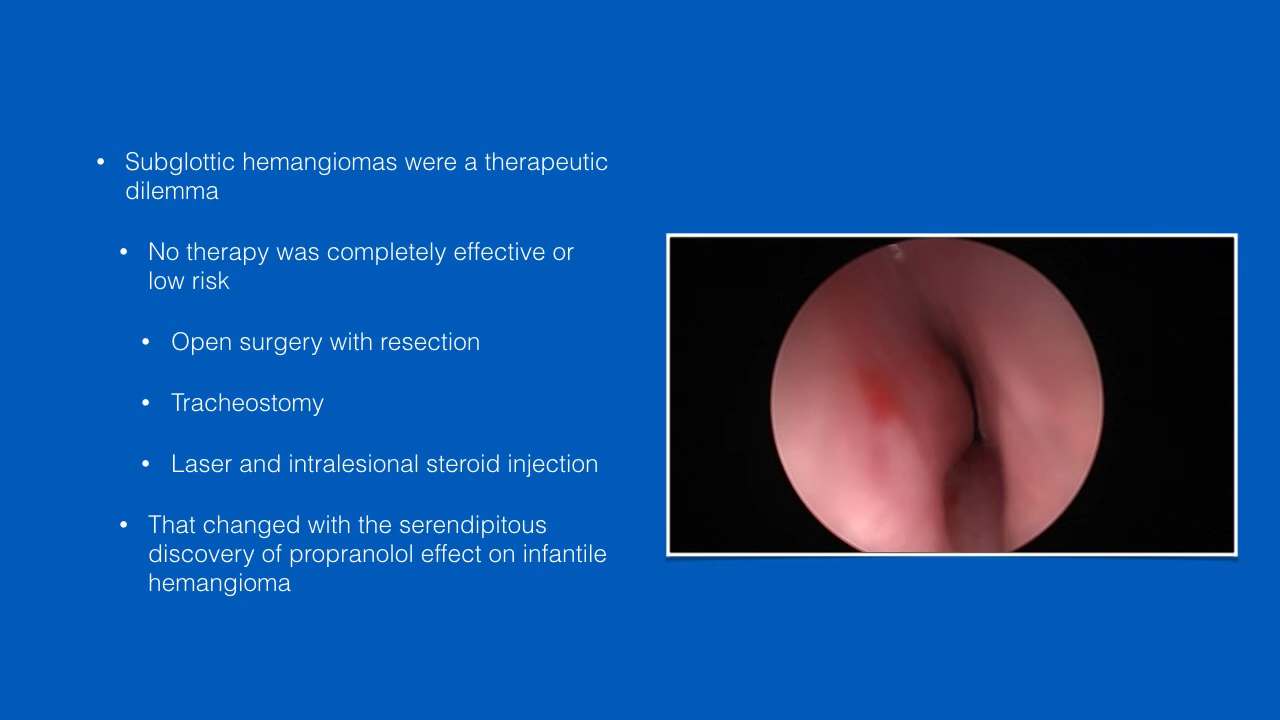 • Subglottic hemangiomas were a therapeutic
dilemma
• No therapy was completely effective or
low risk
• Open surgery with resection
• Tracheostomy
• Laser and intralesional steroid injection
• That changed with the serendipitous
discovery of propranolol effect on infantile
hemangioma